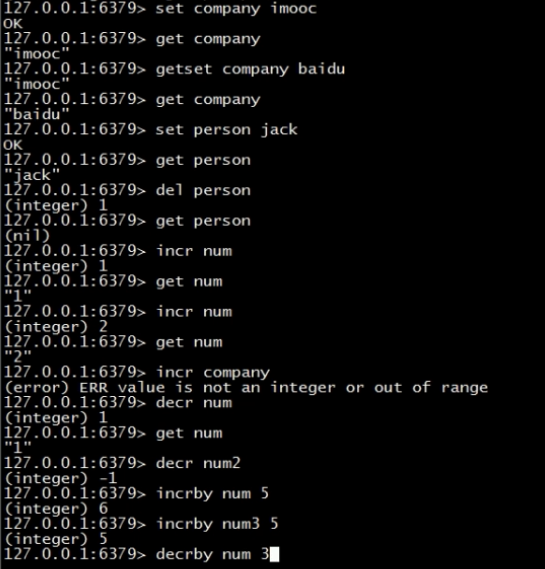 127.0.0.1:6379> set company imooc
OK
127.0.0.1:6379> get company
"imooc"
127.0.0.1:6379> getset company baidu
"imooc"
127.0.0.1:6379> get company
"baidu"
127.0.0.1:6379> set person jack
OK
127.0.0.1:6379> get person
"jack"
127.0.0.1:6379> del person
(integer) 1
127.0.0.1:6379> get person
(nil)
127.0.0.1:6379> incr num
(integer) 1
127.0.0.1:6379> get num
"1"
127.0.0.1:6379> incr num
(integer) 2
127.0.0.1:6379> get num
"2"
127.0.0.1:6379> incr company
(error) ERR value is not an integer or out of range
127.0.0.1:6379> decr num
(integer) 1
127.0.0.1:6379> get num
"1"
127.0.0.1:6379> decr num2
(integer) -1
127.0.0.1:6379> incrby num 5
(integer) 6
127.0.0.1:6379> incrby num3 5
(integer) 5
127.0.0.1:6379> decrby num 3